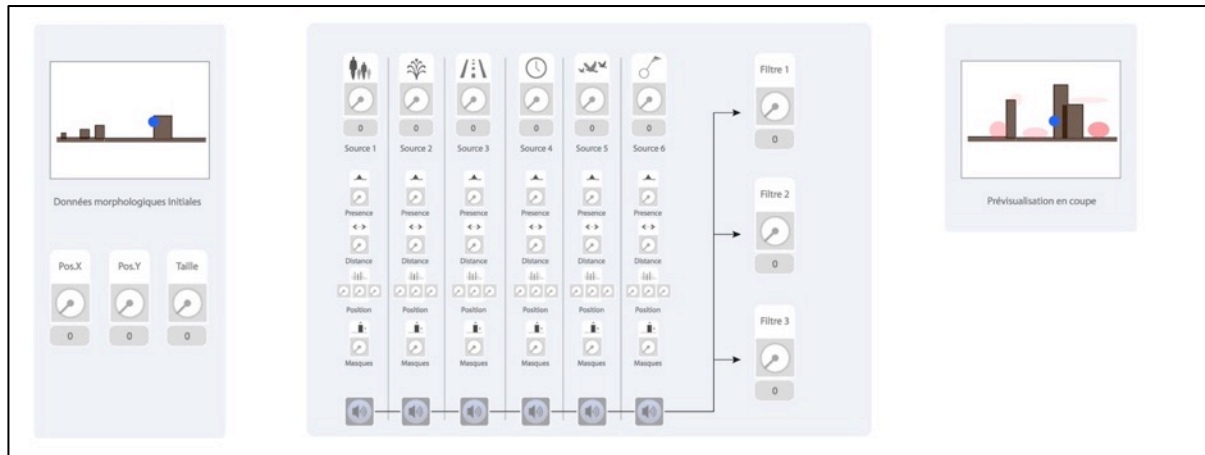 Données morphologiques Initiales
Pos.X Pos.Y Taille
0 0 0
0 0 0 0 0 0
Source 1 Source 2 Source 3 Source 4 Source 5 Source 6
Presence Presence Presence Presence Presence Presence
Distance Distance Distance Distance Distance Distance
Position Position Position Position Position Position
Masques Masques Masques Masques Masques Masques
Filtre 1
0
Filtre 2
0
Filtre 3
0
Prévisualisation en coupe